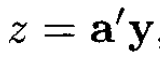 z = a′y,